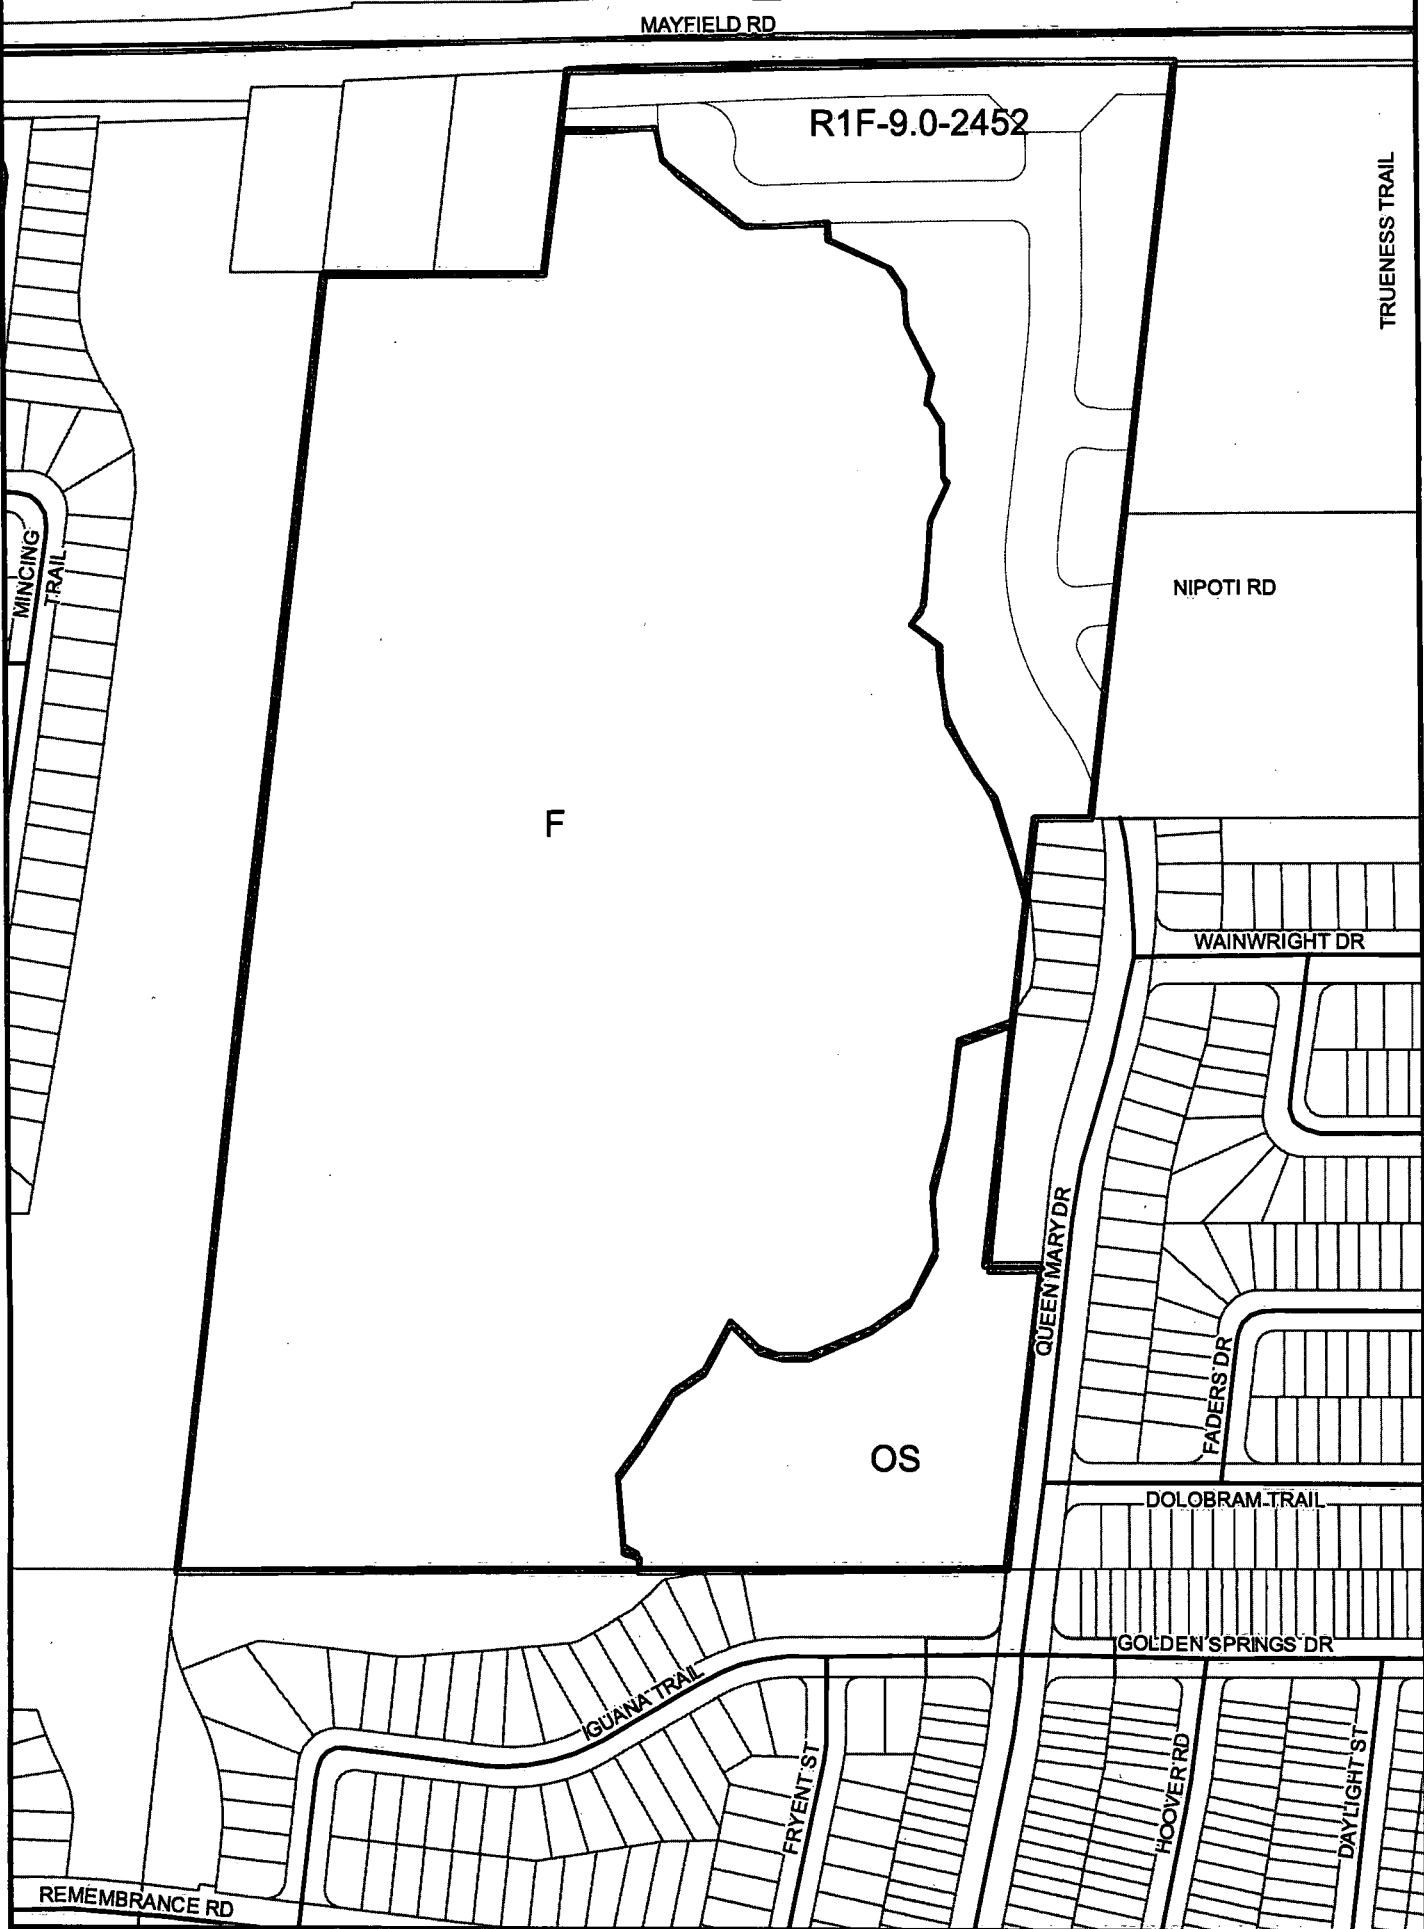 MAYFIELD RD
R1F-9.0-2452
TRUENESS TRAIL
MINCING
TRAIL
NIPOTI RD
F
WAINWRIGHT DR
QUEEN MARY DR
FADERS DR
OS
DOLOBRAM TRAIL
GOLDEN SPRINGS DR
IGUANA TRAIL
FRYENT ST
HOOVER RD
DAYLIGHT ST
REMEMBRANCE RD